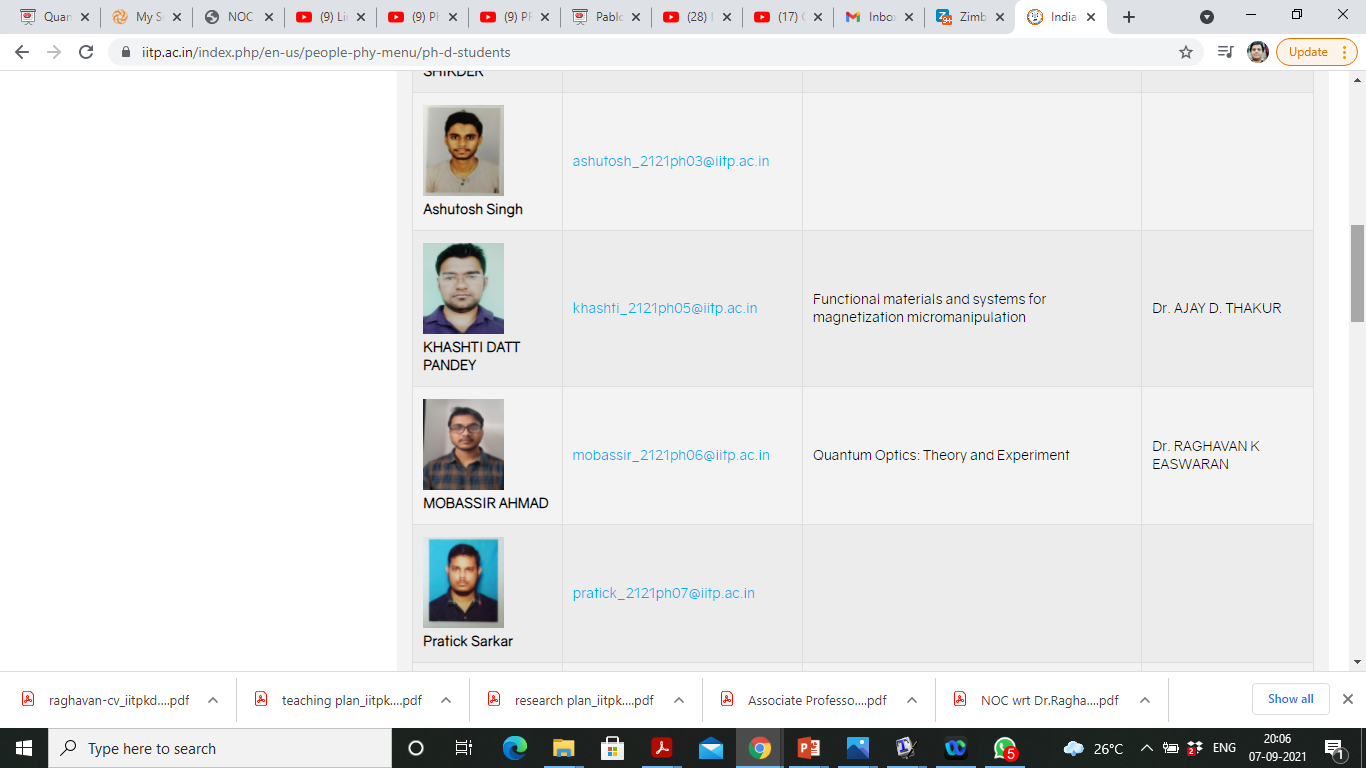 Quan
My S
NOC
(9) Li
(9) P
(9) P
Pablo
(28)
(17)
Inbox
Zimb
India
iitp.ac.in/index.php/en-us/people-phy-menu/ph-d-students
Update
SHIKDER
ashutosh_2121ph03@iitp.ac.in
Ashutosh Singh
khashti_2121ph05@iitp.ac.in
Functional materials and systems for
magnetization micromanipulation
Dr. AJAY D. THAKUR
KHASHTI DATT
PANDEY
mobassir_2121ph06@iitp.ac.in
Quantum Optics: Theory and Experiment
Dr. RAGHAVAN K
EASWARAN
MOBASSIR AHMAD
pratick_2121ph07@iitp.ac.in
Pratick Sarkar
raghavan-cv_iitpkd....pdf
teaching plan_iitpk....pdf
research plan_iitpk....pdf
Associate Professo....pdf
NOC wrt Dr.Ragha....pdf
Show all
Type here to search
5
26°C
ENG
20:06
07-09-2021
1